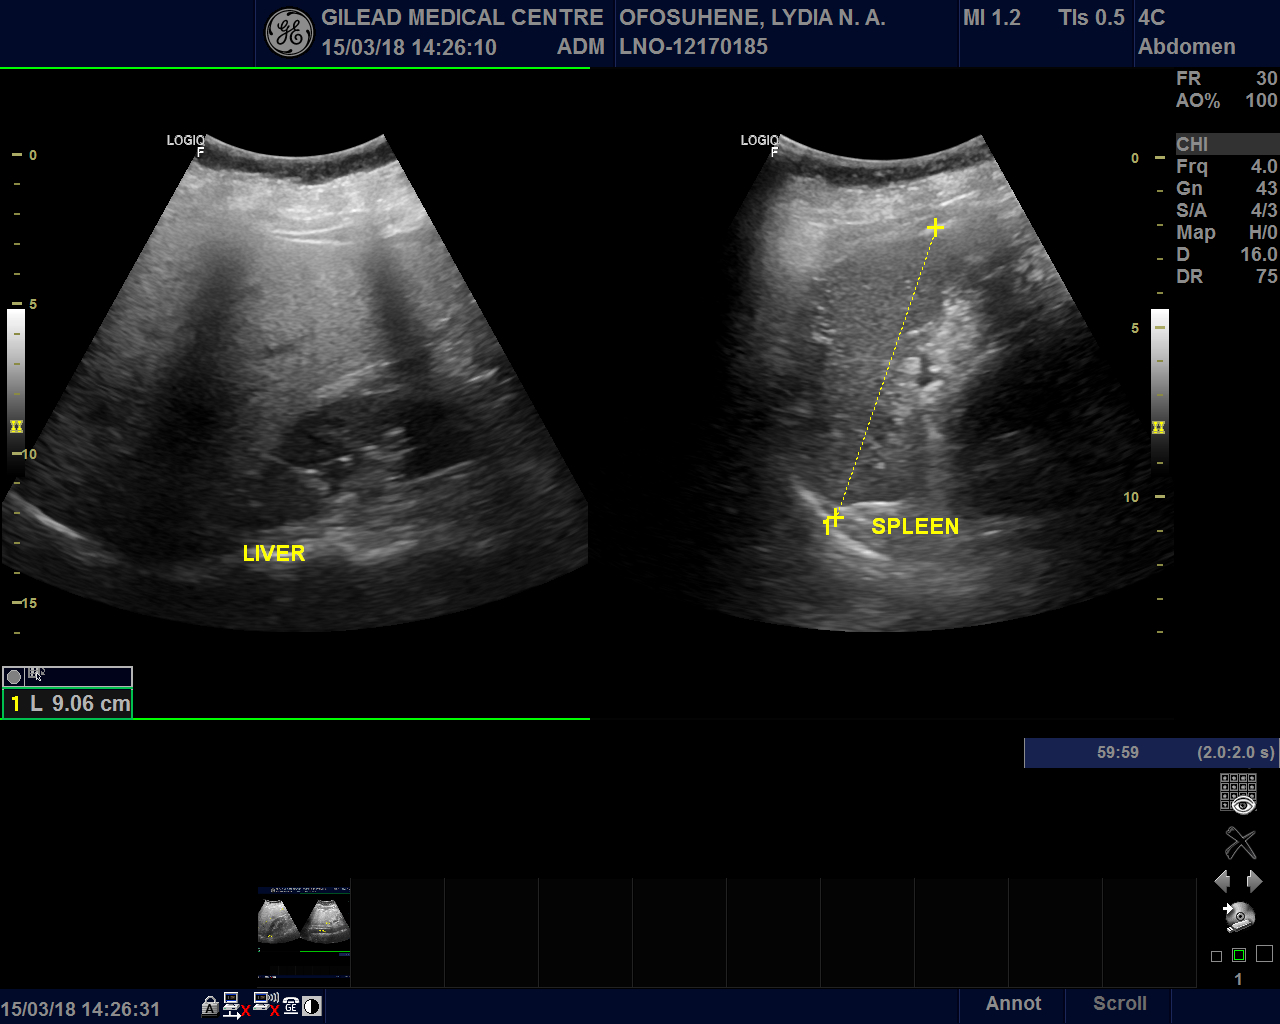 GILEAD MEDICAL CENTRE
15/03/18 14:26:10 ADM
OFOSUHENE, LYDIA N. A.
LNO-12170185
MI 1.2 TIs 0.5
4C
Abdomen
FR 30
AO% 100
CHI
Frq 4.0
Gn 43
S/A 4/3
Map H/0
D 16.0
DR 75
LOGIQ
F
0
5
10
15
LIVER
LOGIQ
F
0
5
10
1
SPLEEN
1 L 9.06 cm
59:59 (2.0:2.0 s)
1
15/03/18 14:26:31
A
GE
Annot
Scroll